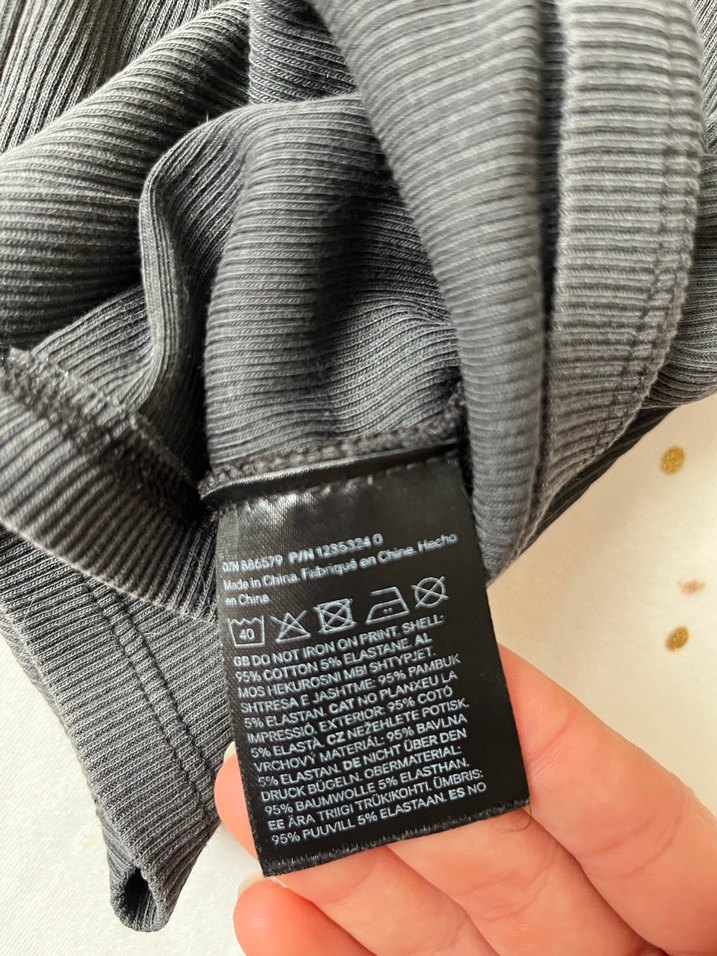 O/N 886579 P/N 1235324 0
Made in China. Fabriqué en China. Hecho
en China.
40
GB DO NOT IRON ON PRINT. SHELL:
95% COTTON 5% ELASTANE. AL
MOS HEKUROSNI MBI SHTYPJET.
SHTRESA E JASHTME: 95% PAMBUK
5% ELASTAN. CAT NO PLANXEU LA
IMPRESSIÓ. EXTERIOR: 95% COTÓ
5% ELASTÀ. CZ NEŽEHLETE POTISK.
VRCHOVÝ MATERIÁL: 95% BAVLNA
5% ELASTAN. DE NICHT ÜBER DEN
DRUCK BÜGELN. OBERMATERIAL:
95% BAUMWOLLE 5% ELASTHAN.
EE ÄRA TRIIGI TRÜKIKOHTI. ÜMBRIS:
95% PUUVILL 5% ELASTAAN. ES NO